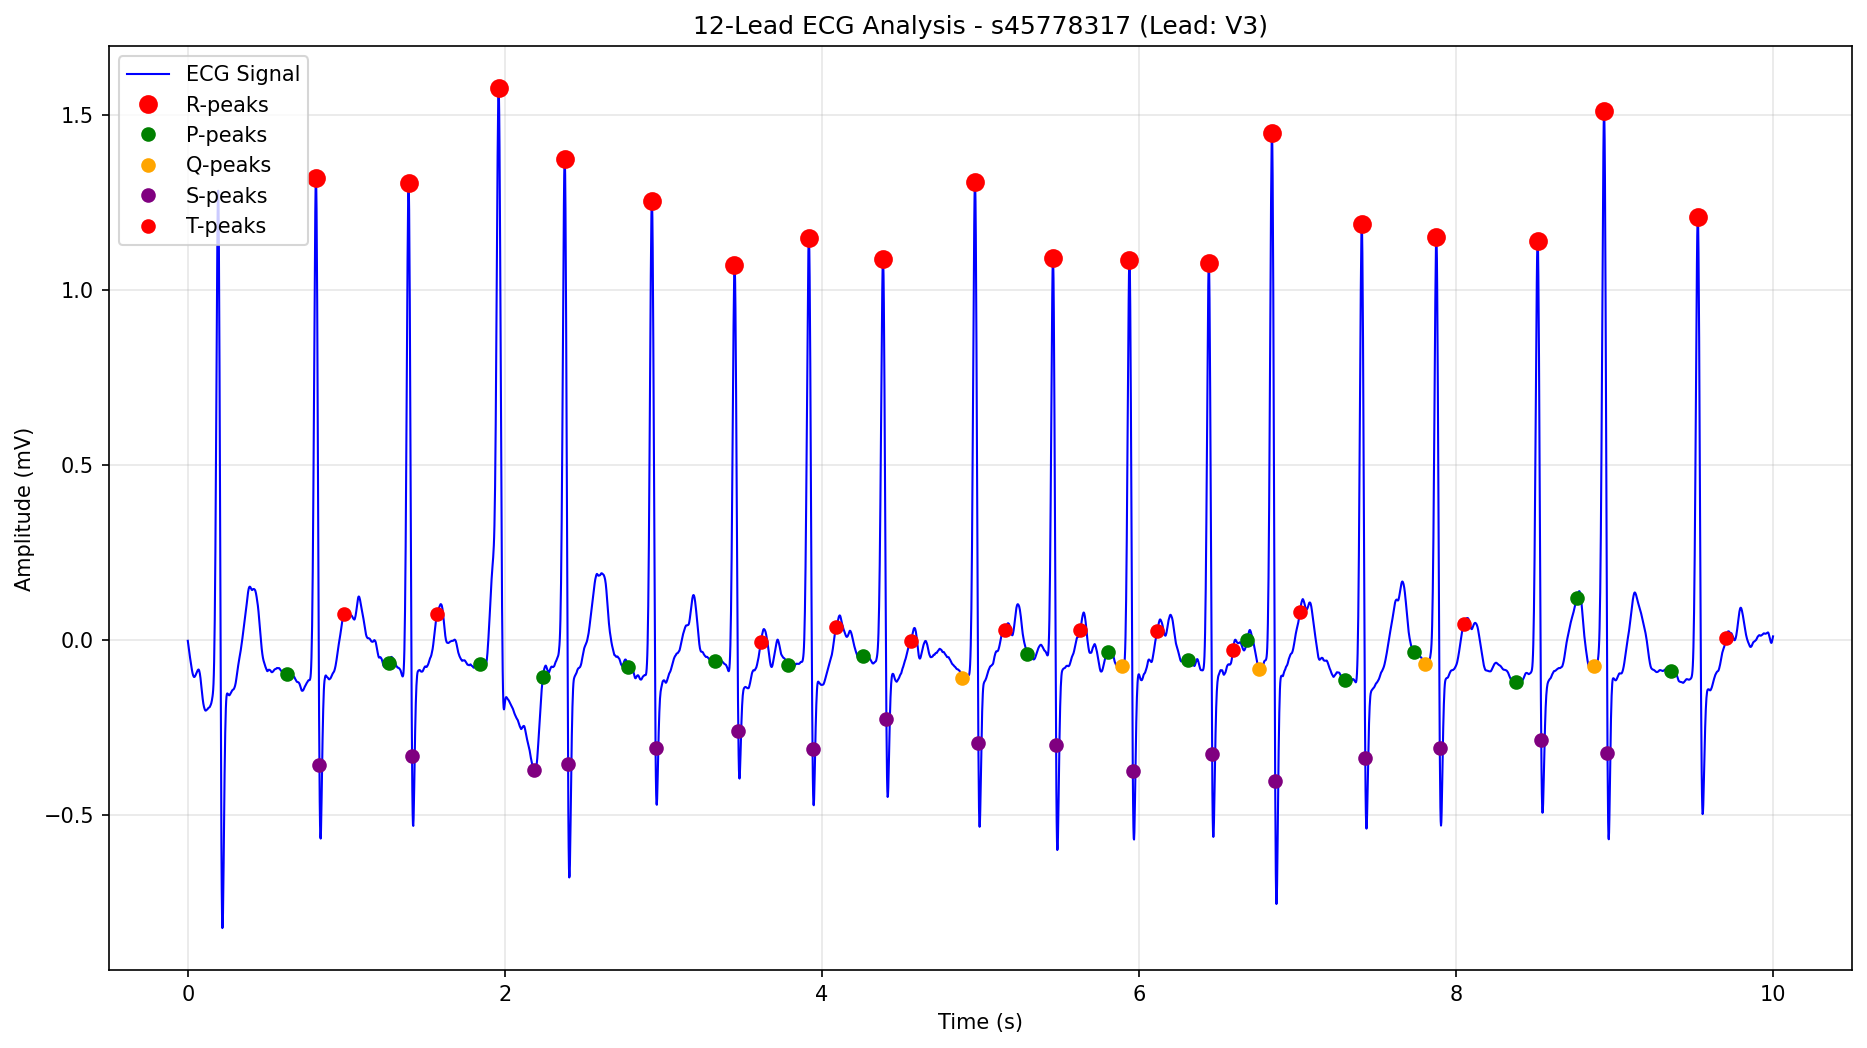 12-Lead ECG Analysis - s45778317 (Lead: V3)
ECG Signal
R-peaks
P-peaks
Q-peaks
S-peaks
T-peaks
Amplitude (mV)
1.5
1.0
0.5
0.0
−0.5
0 2 4 6 8 10
Time (s)